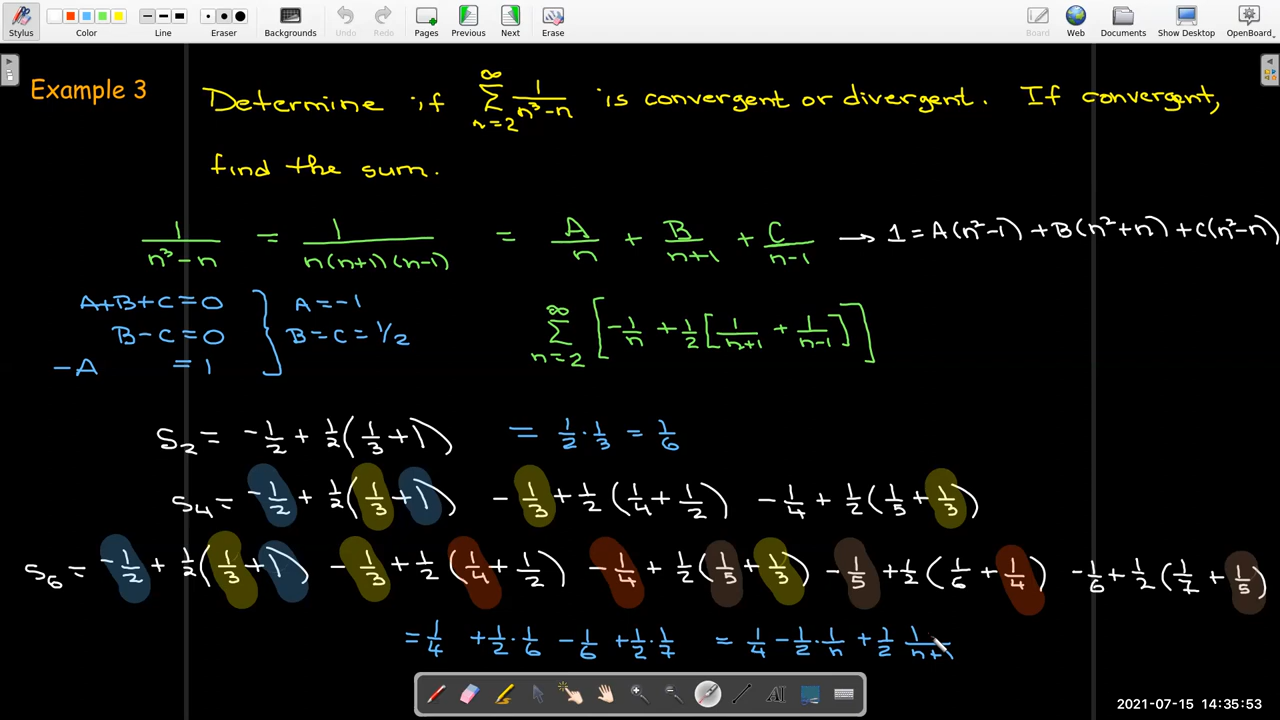 Stylus Color Line Eraser Backgrounds Undo Redo Pages Previous Next Erase Board Web Documents Show Desktop OpenBoard
Example 3 Determine if ∑_{n=2}^{∞} 1/(n³-n) is convergent or divergent. If convergent,
find the sum.
1/(n³-n) = 1/(n(n+1)(n-1)) = A/n + B/(n+1) + C/(n-1) → 1 = A(n²-1) + B(n²+n) + C(n²-n)
A+B+C=0 } A=-1
B-C=0 B=C=1/2
-A =1
∑_{n=2}^{∞} [-1/n + 1/2[1/(n+1) + 1/(n-1)]]
S₂ = -1/2 + 1/2(1/3+1) = 1/2·1/3 = 1/6
S₄ = -1/2 + 1/2(1/3+1) - 1/3 + 1/2(1/4+1/2) - 1/4 + 1/2(1/5+1/3)
S₆ = -1/2 + 1/2(1/3+1) - 1/3 + 1/2(1/4+1/2) - 1/4 + 1/2(1/5+1/3) - 1/5 + 1/2(1/6+1/4) - 1/6 + 1/2(1/7+1/5)
= 1/4 + 1/2·1/6 - 1/6 + 1/2·1/7 = 1/4 - 1/2·1/n + 1/2 1/(n+1)
2021-07-15 14:35:53